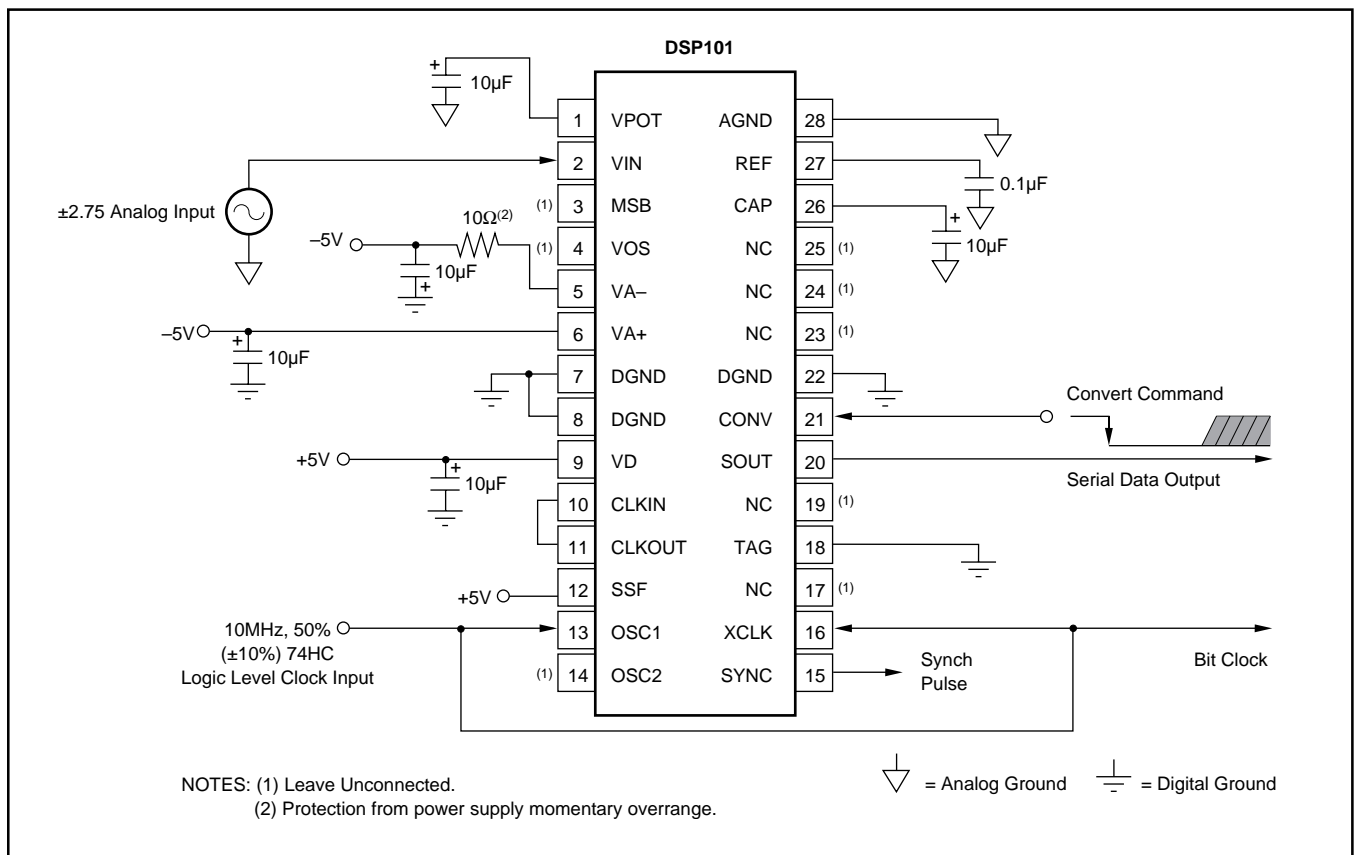 DSP101
+
10µF
1 VPOT AGND 28
2 VIN REF 27
0.1µF
±2.75 Analog Input
(1) 3 MSB CAP 26
+
10µF
10Ω(2)
–5V
(1) 4 VOS NC 25 (1)
10µF
+
5 VA– NC 24 (1)
–5V
6 VA+ NC 23 (1)
+
10µF
7 DGND DGND 22
Convert Command
8 DGND CONV 21
+5V
9 VD SOUT 20
+
10µF
Serial Data Output
10 CLKIN NC 19 (1)
11 CLKOUT TAG 18
+5V
12 SSF NC 17 (1)
10MHz, 50%
(±10%) 74HC
Logic Level Clock Input
13 OSC1 XCLK 16
Bit Clock
(1) 14 OSC2 SYNC 15
Synch
Pulse
NOTES: (1) Leave Unconnected.
(2) Protection from power supply momentary overrange.
= Analog Ground
= Digital Ground